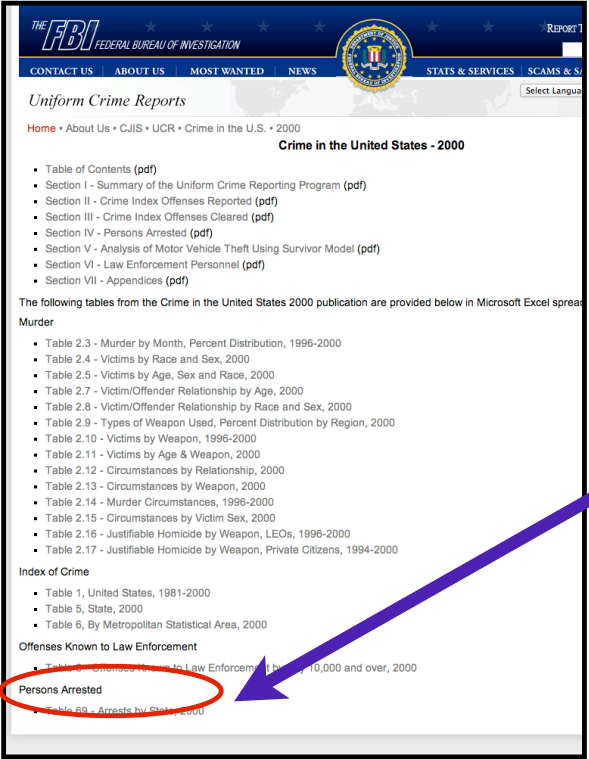 THE FBI FEDERAL BUREAU OF INVESTIGATION
REPORT T
CONTACT US ABOUT US MOST WANTED NEWS STATS & SERVICES SCAMS & SA
Select Langua
Uniform Crime Reports
Home • About Us • CJIS • UCR • Crime in the U.S. • 2000
Crime in the United States - 2000
Table of Contents (pdf)
Section I - Summary of the Uniform Crime Reporting Program (pdf)
Section II - Crime Index Offenses Reported (pdf)
Section III - Crime Index Offenses Cleared (pdf)
Section IV - Persons Arrested (pdf)
Section V - Analysis of Motor Vehicle Theft Using Survivor Model (pdf)
Section VI - Law Enforcement Personnel (pdf)
Section VII - Appendices (pdf)
The following tables from the Crime in the United States 2000 publication are provided below in Microsoft Excel sprea
Murder
Table 2.3 - Murder by Month, Percent Distribution, 1996-2000
Table 2.4 - Victims by Race and Sex, 2000
Table 2.5 - Victims by Age, Sex and Race, 2000
Table 2.7 - Victim/Offender Relationship by Age, 2000
Table 2.8 - Victim/Offender Relationship by Race and Sex, 2000
Table 2.9 - Types of Weapon Used, Percent Distribution by Region, 2000
Table 2.10 - Victims by Weapon, 1996-2000
Table 2.11 - Victims by Age & Weapon, 2000
Table 2.12 - Circumstances by Relationship, 2000
Table 2.13 - Circumstances by Weapon, 2000
Table 2.14 - Murder Circumstances, 1996-2000
Table 2.15 - Circumstances by Victim Sex, 2000
Table 2.16 - Justifiable Homicide by Weapon, LEOs, 1996-2000
Table 2.17 - Justifiable Homicide by Weapon, Private Citizens, 1994-2000
Index of Crime
Table 1, United States, 1981-2000
Table 5, State, 2000
Table 6, By Metropolitan Statistical Area, 2000
Offenses Known to Law Enforcement
Table 8 - Offenses Known to Law Enforcement 10,000 and over, 2000
Persons Arrested
Table 69 - Arrests by State, 2000